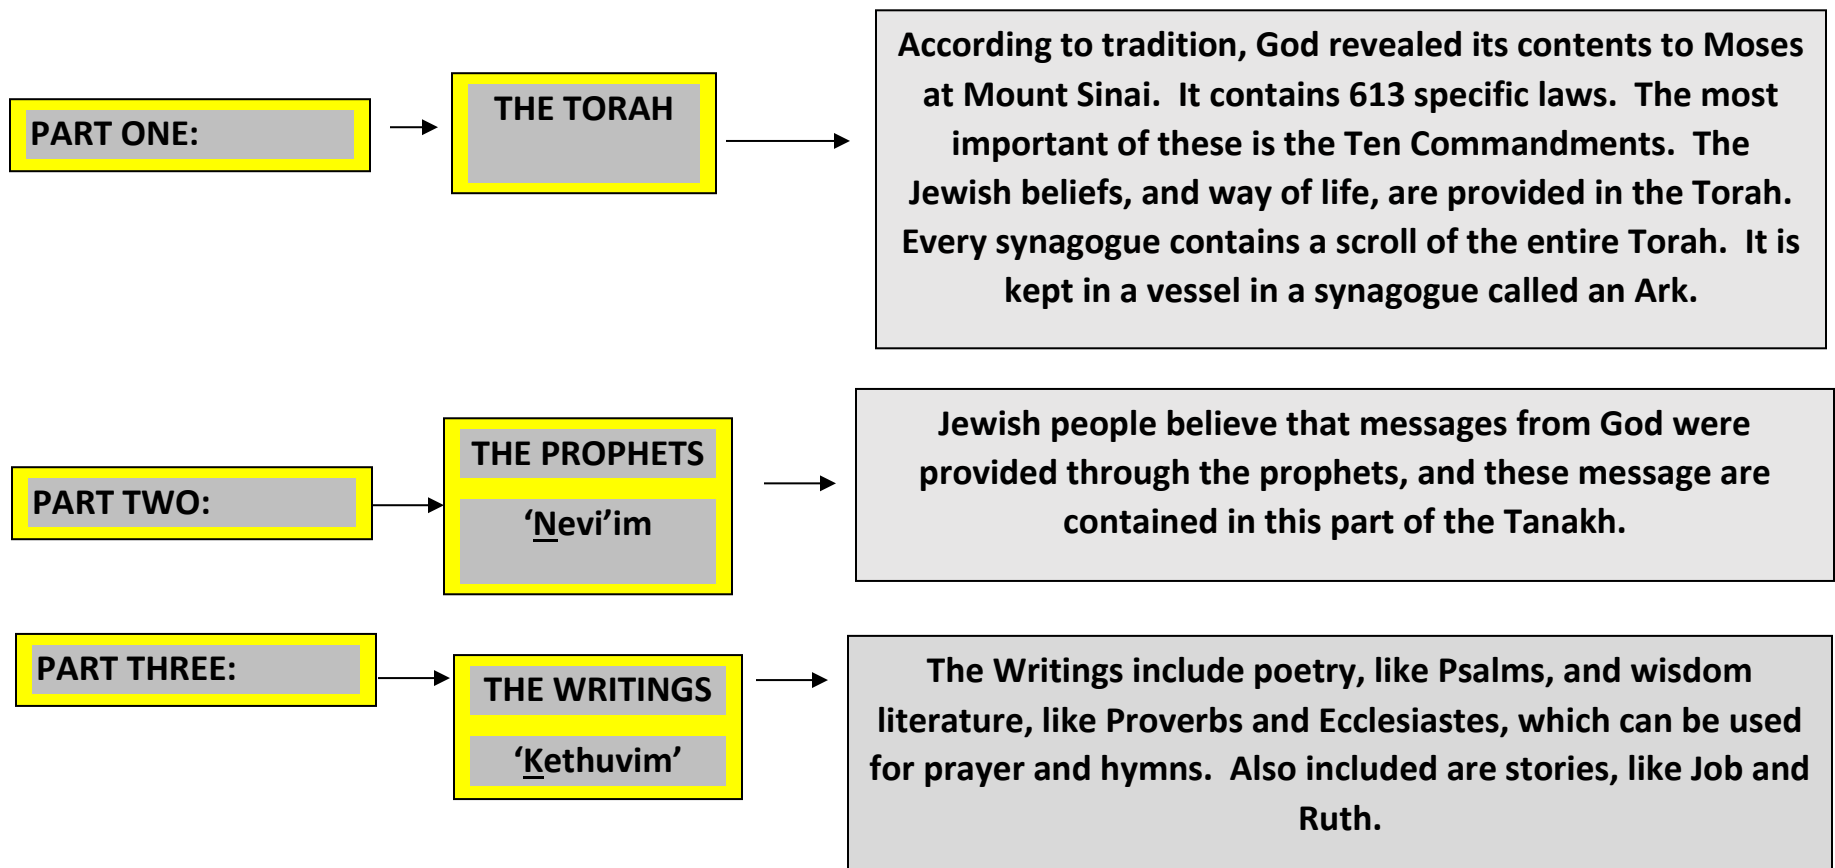 PART ONE:
THE TORAH
According to tradition, God revealed its contents to Moses
at Mount Sinai.  It contains 613 specific laws.  The most
important of these is the Ten Commandments.  The
Jewish beliefs, and way of life, are provided in the Torah.
Every synagogue contains a scroll of the entire Torah.  It is
kept in a vessel in a synagogue called an Ark.
PART TWO:
THE PROPHETS
‘Nevi’im
Jewish people believe that messages from God were
provided through the prophets, and these message are
contained in this part of the Tanakh.
PART THREE:
THE WRITINGS
‘Kethuvim’
The Writings include poetry, like Psalms, and wisdom
literature, like Proverbs and Ecclesiastes, which can be used
for prayer and hymns.  Also included are stories, like Job and
Ruth.